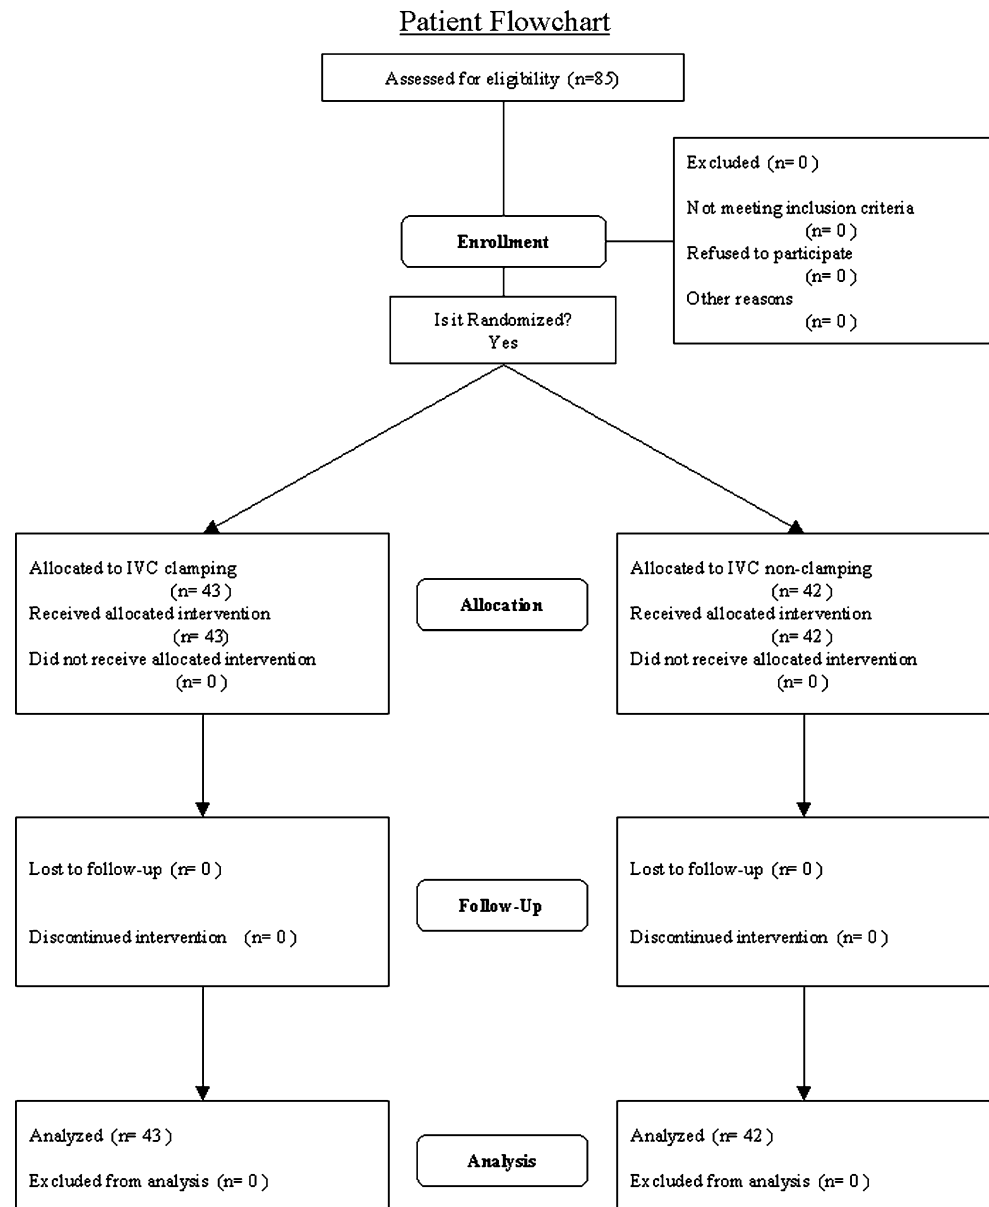 Patient Flowchart
Assessed for eligibility (n=85)
Excluded (n= 0 )
Not meeting inclusion criteria
(n= 0 )
Refused to participate
(n= 0 )
Other reasons
(n= 0 )
Enrollment
Is it Randomized?
Yes
Allocated to IVC clamping
(n= 43 )
Received allocated intervention
(n= 43)
Did not receive allocated intervention
(n= 0 )
Allocation
Allocated to IVC non-clamping
(n= 42 )
Received allocated intervention
(n= 42 )
Did not receive allocated intervention
(n= 0 )
Lost to follow-up (n= 0 )
Discontinued intervention (n= 0 )
Follow-Up
Lost to follow-up (n= 0 )
Discontinued intervention (n= 0 )
Analyzed (n= 43 )
Excluded from analysis (n= 0 )
Analysis
Analyzed (n= 42 )
Excluded from analysis (n= 0 )